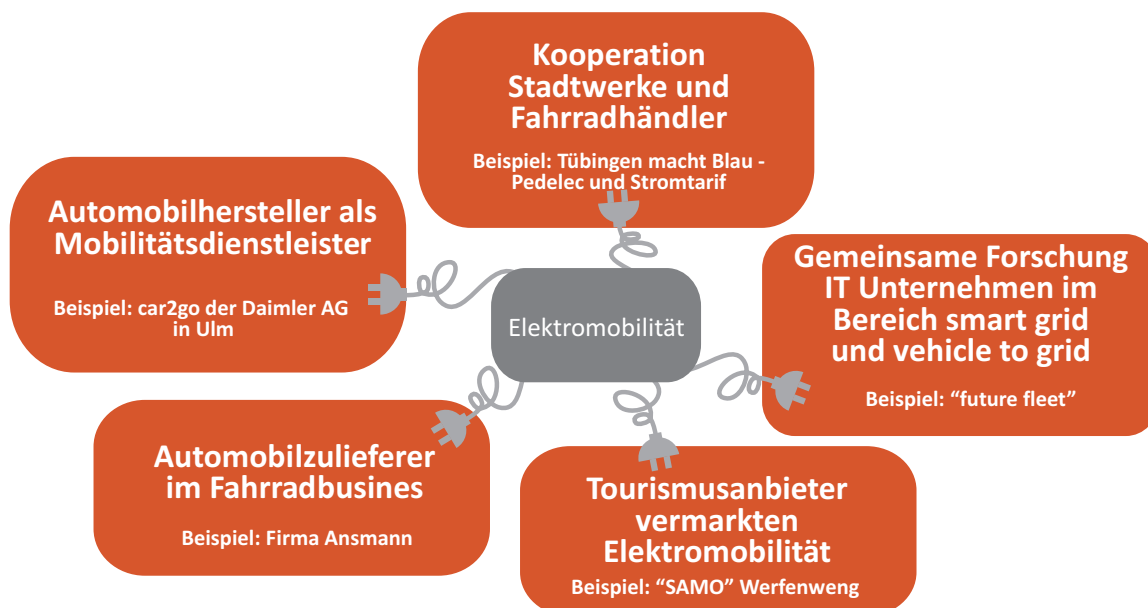 Kooperation
Stadtwerke und
Fahrradhändler
Beispiel: Tübingen macht Blau -
Pedelec und Stromtarif
Automobilhersteller als
Mobilitätsdienstleister
Beispiel: car2go der Daimler AG
in Ulm
Gemeinsame Forschung
IT Unternehmen im
Bereich smart grid
und vehicle to grid
Beispiel: “future fleet”
Elektromobilität
Automobilzulieferer
im Fahrradbusines
Beispiel: Firma Ansmann
Tourismusanbieter
vermarkten
Elektromobilität
Beispiel: “SAMO” Werfenweng